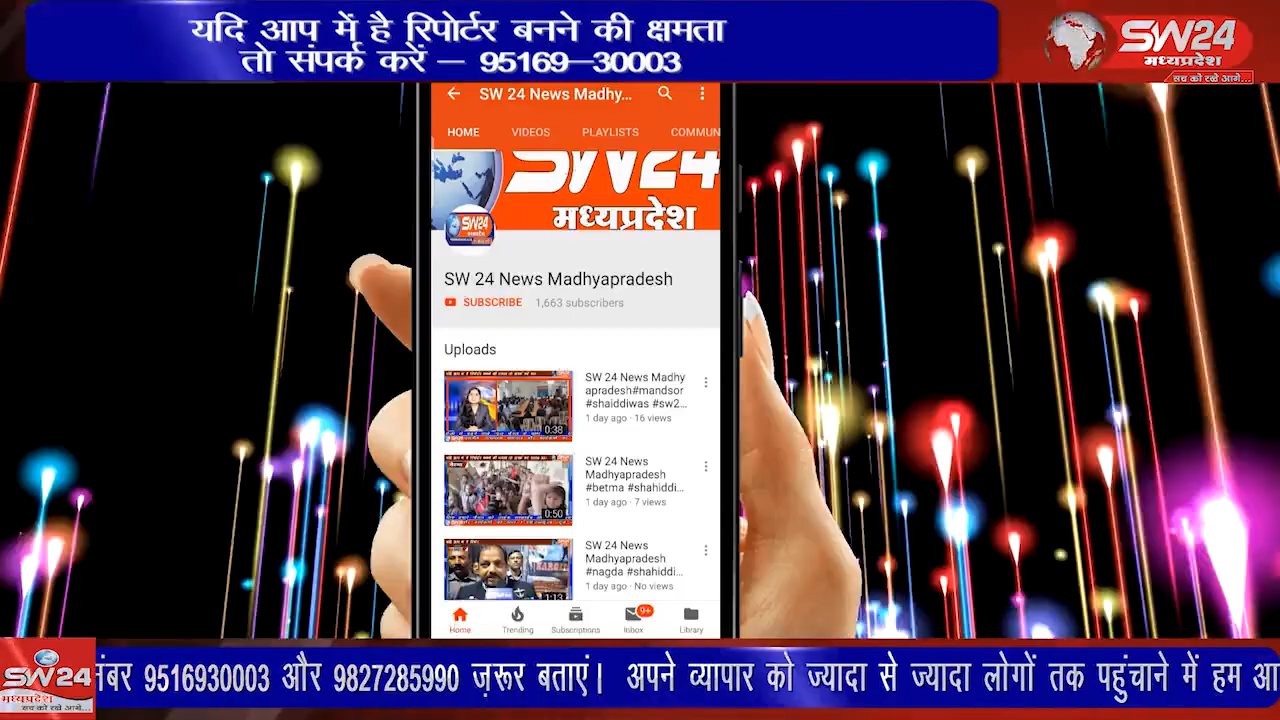 यदि आप में है रिपोर्टर बनने की क्षमता
तो संपर्क करें – 95169–30003
SW24
मध्यप्रदेश
सच को रखे आगे...
SW 24 News Madhy...
HOME VIDEOS PLAYLISTS COMMUN
SW24
मध्यप्रदेश
SW24
SW 24 News Madhyapradesh
SUBSCRIBE 1,663 subscribers
Uploads
SW 24 News Madhy
apradesh#mandsor
#shaiddiwas #sw2...
1 day ago · 16 views
0:38
SW 24 News
Madhyapradesh
#betma #shahiddi...
1 day ago · 7 views
0:50
SW 24 News
Madhyapradesh
#nagda #shahiddi...
1 day ago · No views
1:13
9+
Home Trending Subscriptions Inbox Library
SW24
मध्यप्रदेश
सच को रखे आगे...
नंबर 9516930003 और 9827285990 ज़रूर बताएं। अपने व्यापार को ज्यादा से ज्यादा लोगों तक पहुंचाने में हम आ